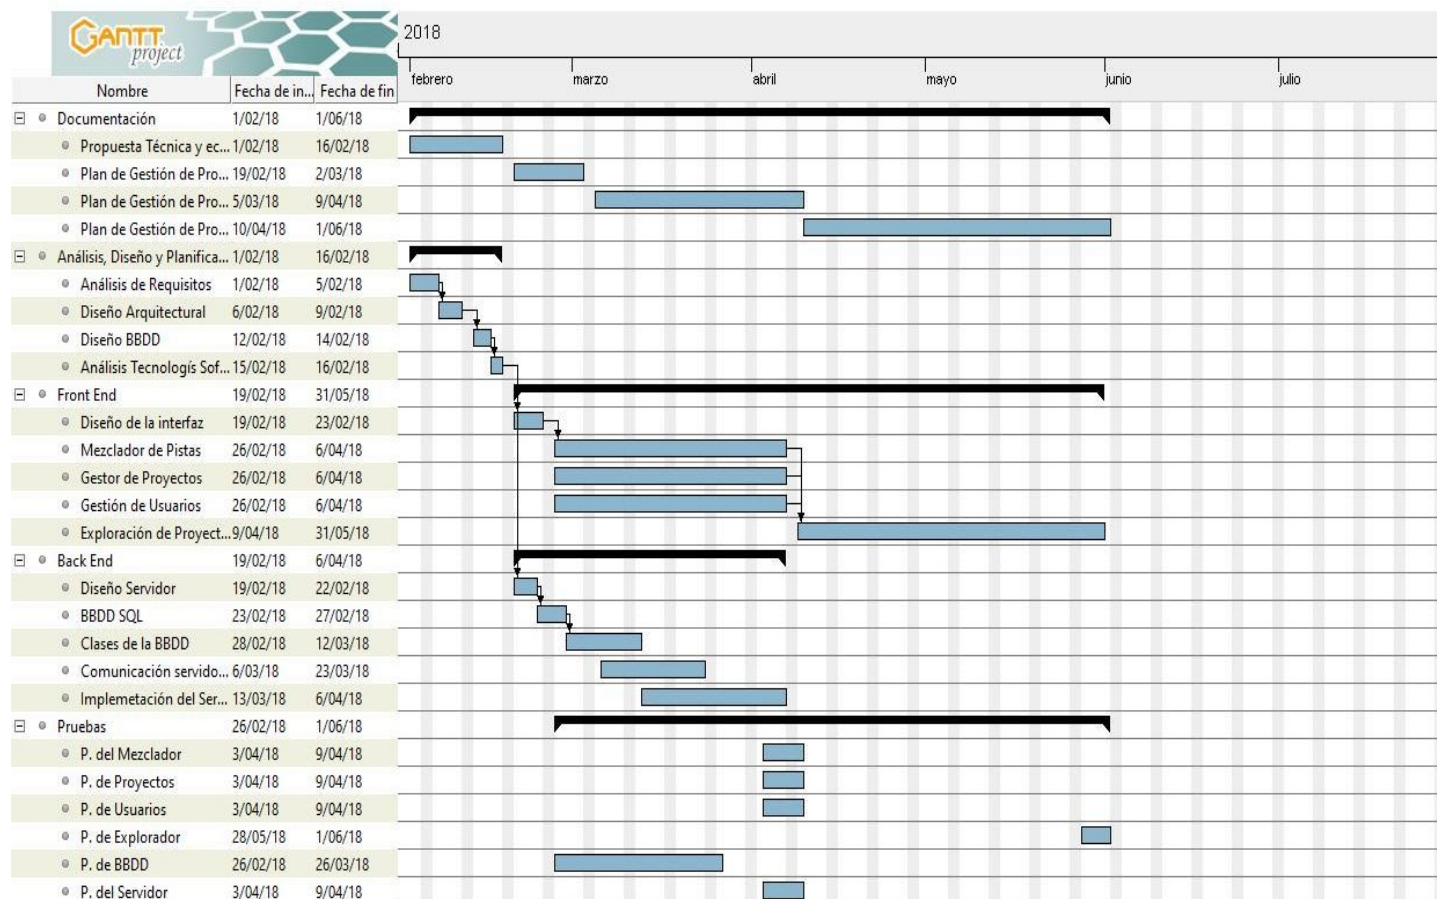 GANTT
project
2018
febrero marzo abril mayo junio julio
Nombre Fecha de in... Fecha de fin
Documentación 1/02/18 1/06/18
Propuesta Técnica y ec... 1/02/18 16/02/18
Plan de Gestión de Pro... 19/02/18 2/03/18
Plan de Gestión de Pro... 5/03/18 9/04/18
Plan de Gestión de Pro... 10/04/18 1/06/18
Análisis, Diseño y Planifica... 1/02/18 16/02/18
Análisis de Requisitos 1/02/18 5/02/18
Diseño Arquitectural 6/02/18 9/02/18
Diseño BBDD 12/02/18 14/02/18
Análisis Tecnologís Sof... 15/02/18 16/02/18
Front End 19/02/18 31/05/18
Diseño de la interfaz 19/02/18 23/02/18
Mezclador de Pistas 26/02/18 6/04/18
Gestor de Proyectos 26/02/18 6/04/18
Gestión de Usuarios 26/02/18 6/04/18
Exploración de Proyect... 9/04/18 31/05/18
Back End 19/02/18 6/04/18
Diseño Servidor 19/02/18 22/02/18
BBDD SQL 23/02/18 27/02/18
Clases de la BBDD 28/02/18 12/03/18
Comunicación servido... 6/03/18 23/03/18
Implemetación del Ser... 13/03/18 6/04/18
Pruebas 26/02/18 1/06/18
P. del Mezclador 3/04/18 9/04/18
P. de Proyectos 3/04/18 9/04/18
P. de Usuarios 3/04/18 9/04/18
P. de Explorador 28/05/18 1/06/18
P. de BBDD 26/02/18 26/03/18
P. del Servidor 3/04/18 9/04/18